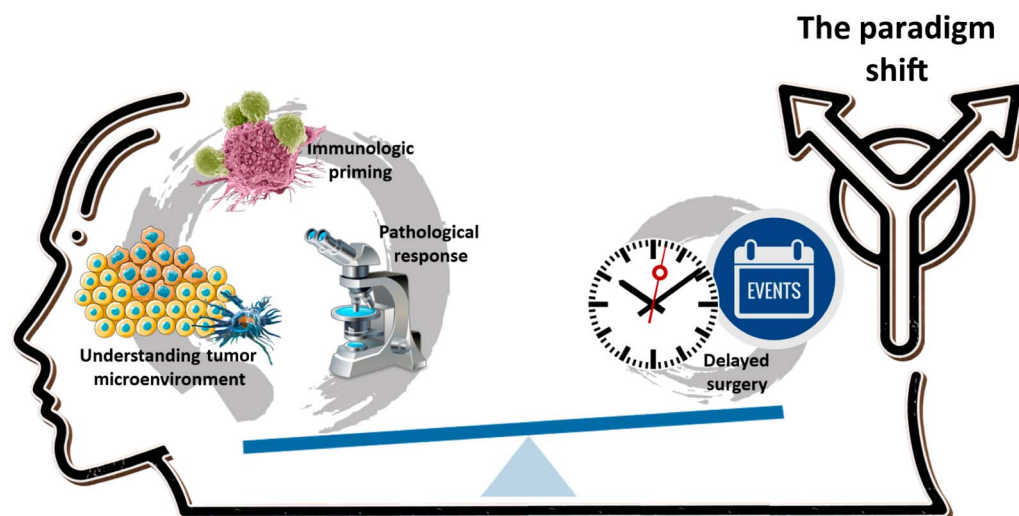 The paradigm
shift
Immunologic
priming
Pathological
response
Understanding tumor
microenvironment
EVENTS
Delayed
surgery